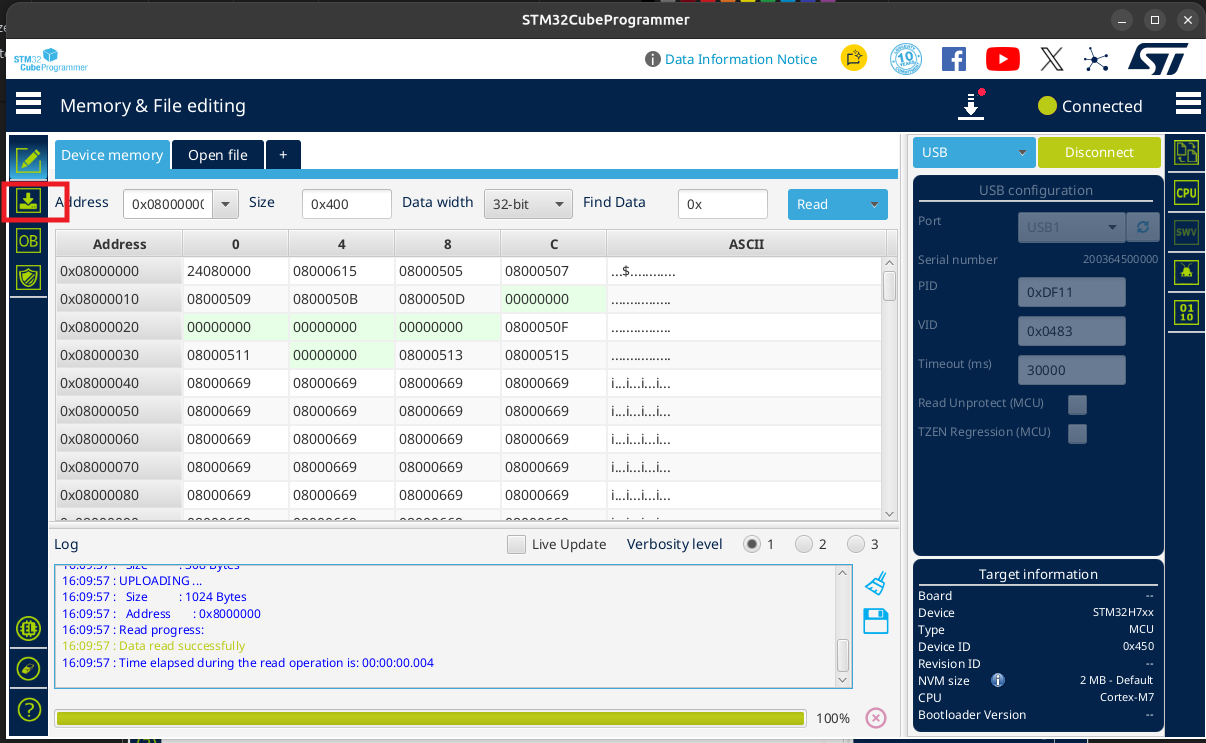 STM32CubeProgrammer
STM32
CubeProgrammer
Data Information Notice
10
Memory & File editing
Connected
Device memory
Open file
+
USB
Disconnect
Address
0x08000000
Size
0x400
Data width
32-bit
Find Data
0x
Read
USB configuration
OB
CPU
SWV
01
10
Port
USB1
Serial number
200364500000
PID
0xDF11
VID
0x0483
Timeout (ms)
30000
Read Unprotect (MCU)
TZEN Regression (MCU)
Address 0 4 8 C ASCII
0x08000000 24080000 08000615 08000505 08000507 ...$............
0x08000010 08000509 0800050B 0800050D 00000000 ................
0x08000020 00000000 00000000 00000000 0800050F ................
0x08000030 08000511 00000000 08000513 08000515 ................
0x08000040 08000669 08000669 08000669 08000669 i...i...i...i...
0x08000050 08000669 08000669 08000669 08000669 i...i...i...i...
0x08000060 08000669 08000669 08000669 08000669 i...i...i...i...
0x08000070 08000669 08000669 08000669 08000669 i...i...i...i...
0x08000080 08000669 08000669 08000669 08000669 i...i...i...i...
Log
Live Update
Verbosity level
1
2
3
16:09:57 : Size : 308 Bytes
16:09:57 : UPLOADING ...
16:09:57 : Size : 1024 Bytes
16:09:57 : Address : 0x8000000
16:09:57 : Read progress:
16:09:57 : Data read successfully
16:09:57 : Time elapsed during the read operation is: 00:00:00.004
100%
Target information
Board --
Device STM32H7xx
Type MCU
Device ID 0x450
Revision ID --
NVM size 2 MB - Default
CPU Cortex-M7
Bootloader Version --